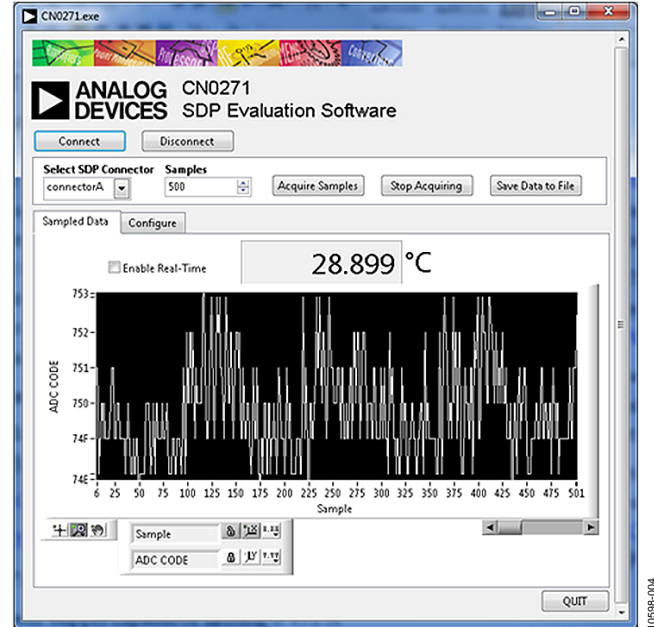 CN0271.exe
ANALOG DEVICES
CN0271
SDP Evaluation Software
Connect
Disconnect
Select SDP Connector
Samples
connectorA
500
Acquire Samples
Stop Acquiring
Save Data to File
Sampled Data
Configure
Enable Real-Time
28.899 °C
753
752
751
750
74F
74E
ADC CODE
6 25 50 75 100 125 150 175 200 225 250 275 300 325 350 375 400 425 450 475 501
Sample
Sample
ADC CODE
QUIT
10598-004